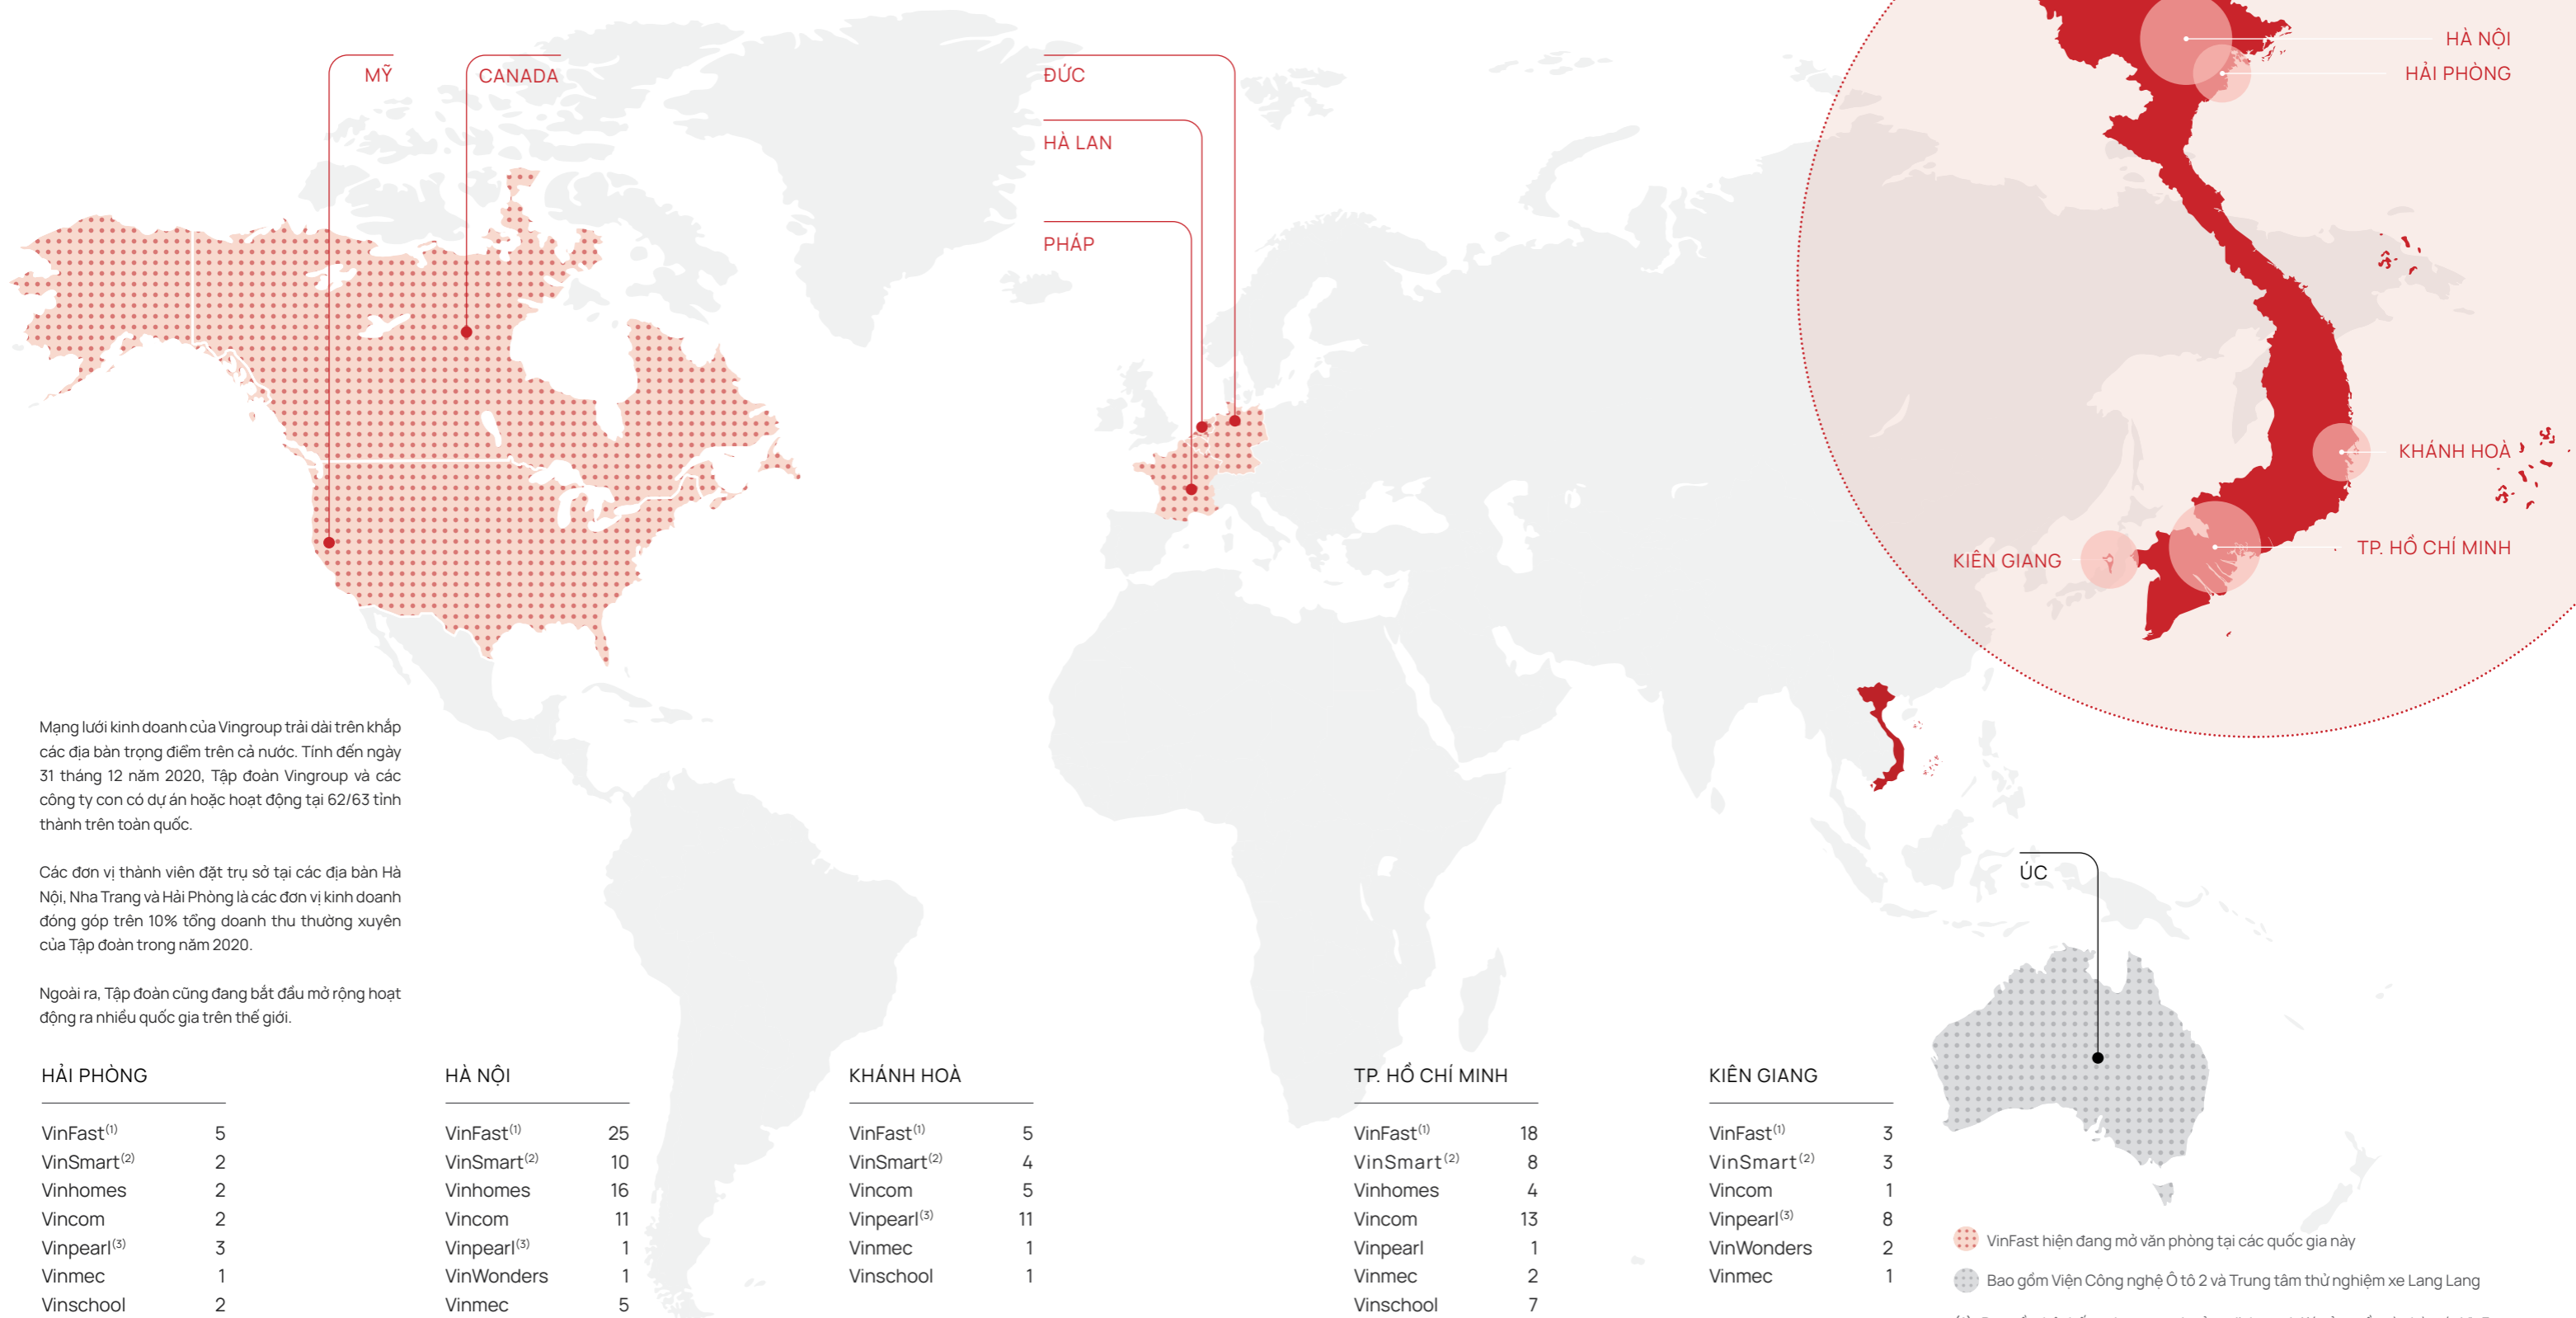 MỸ
CANADA
ĐỨC
HÀ LAN
PHÁP
HÀ NỘI
HẢI PHÒNG
KHÁNH HOÀ
TP. HỒ CHÍ MINH
KIÊN GIANG
ÚC
Mạng lưới kinh doanh của Vingroup trải dài trên khắp
các địa bàn trọng điểm trên cả nước. Tính đến ngày
31 tháng 12 năm 2020, Tập đoàn Vingroup và các
công ty con có dự án hoặc hoạt động tại 62/63 tỉnh
thành trên toàn quốc.
Các đơn vị thành viên đặt trụ sở tại các địa bàn Hà
Nội, Nha Trang và Hải Phòng là các đơn vị kinh doanh
đóng góp trên 10% tổng doanh thu thường xuyên
của Tập đoàn trong năm 2020.
Ngoài ra, Tập đoàn cũng đang bắt đầu mở rộng hoạt
động ra nhiều quốc gia trên thế giới.
HẢI PHÒNG
VinFast(1) 5
VinSmart(2) 2
Vinhomes 2
Vincom 2
Vinpearl(3) 3
Vinmec 1
Vinschool 2
HÀ NỘI
VinFast(1) 25
VinSmart(2) 10
Vinhomes 16
Vincom 11
Vinpearl(3) 1
VinWonders 1
Vinmec 5
KHÁNH HOÀ
VinFast(1) 5
VinSmart(2) 4
Vincom 5
Vinpearl(3) 11
Vinmec 1
Vinschool 1
TP. HỒ CHÍ MINH
VinFast(1) 18
VinSmart(2) 8
Vinhomes 4
Vincom 13
Vinpearl 1
Vinmec 2
Vinschool 7
KIÊN GIANG
VinFast(1) 3
VinSmart(2) 3
Vincom 1
Vinpearl(3) 8
VinWonders 2
Vinmec 1
VinFast hiện đang mở văn phòng tại các quốc gia này
Bao gồm Viện Công nghệ Ô tô 2 và Trung tâm thử nghiệm xe Lang Lang